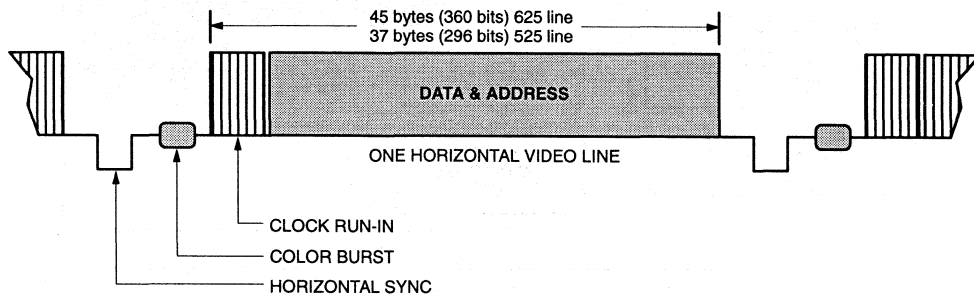 45 bytes (360 bits) 625 line
37 bytes (296 bits) 525 line
DATA & ADDRESS
ONE HORIZONTAL VIDEO LINE
CLOCK RUN-IN
COLOR BURST
HORIZONTAL SYNC